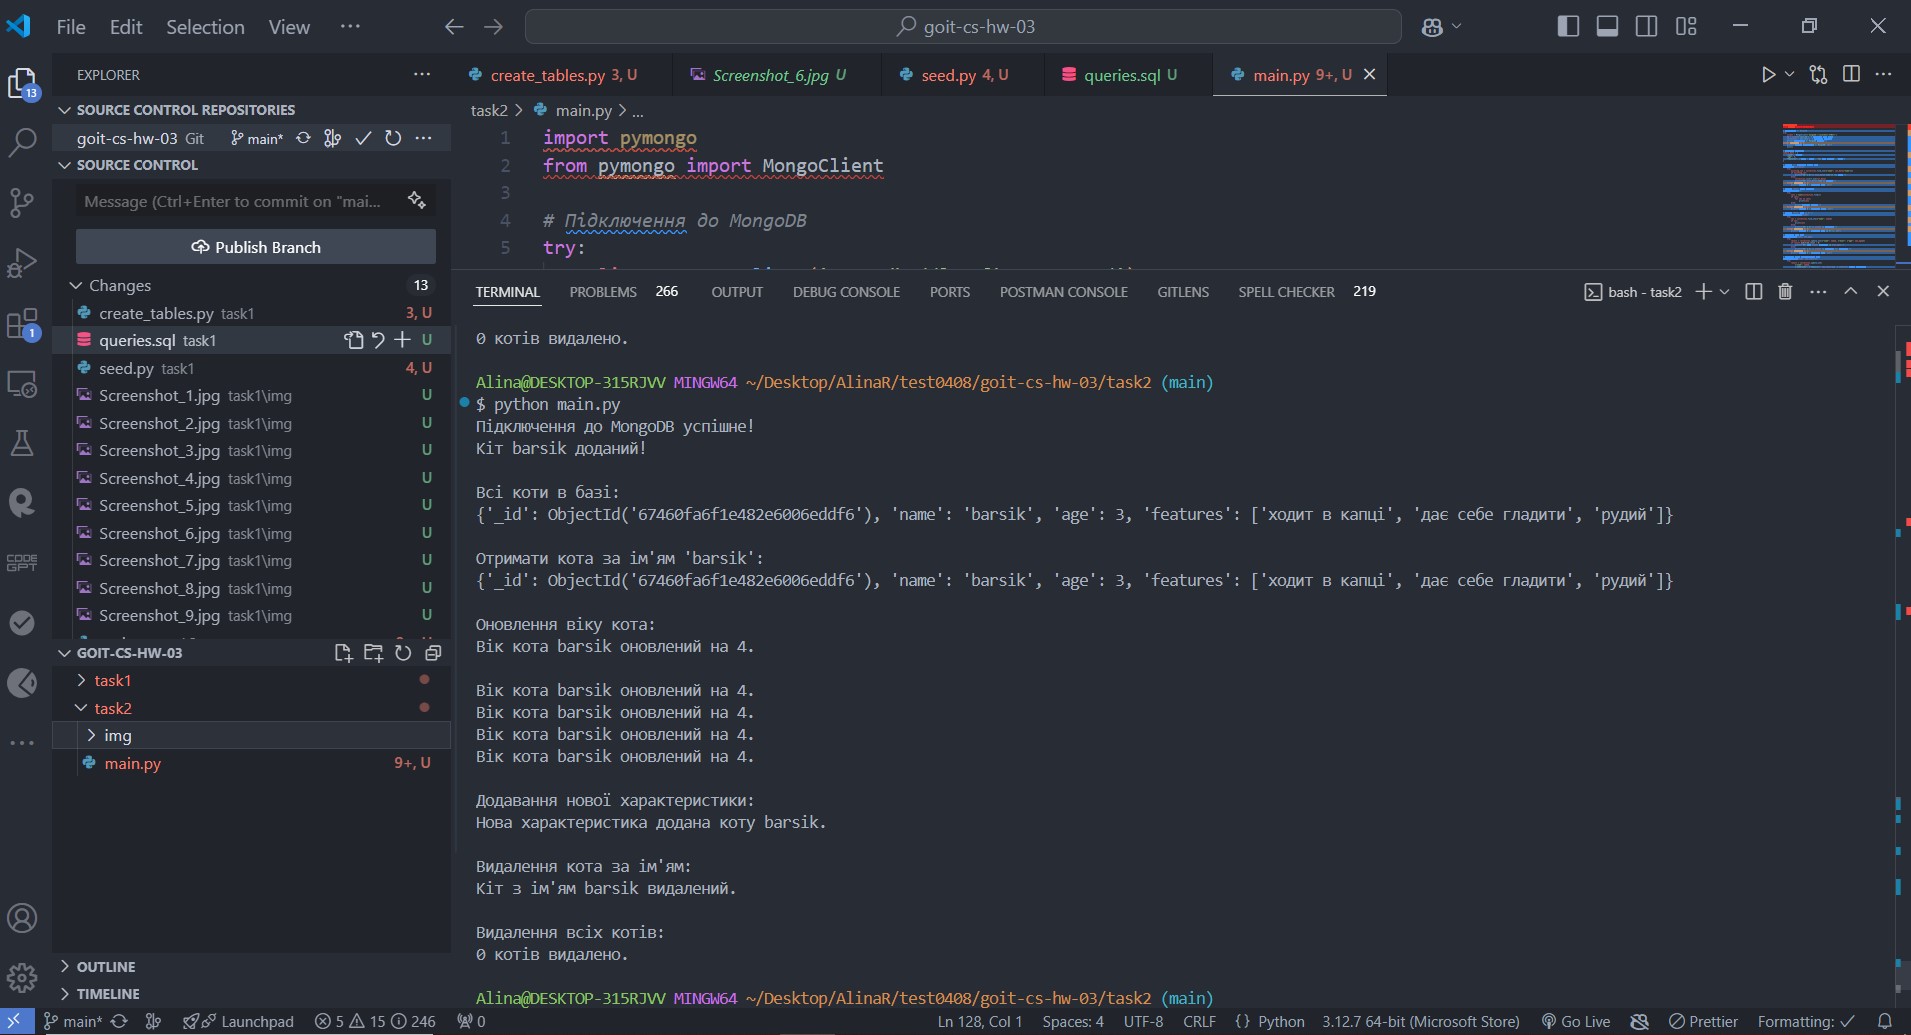 File Edit Selection View ··· goit-cs-hw-03
EXPLORER ···
SOURCE CONTROL REPOSITORIES
goit-cs-hw-03 Git main* ···
SOURCE CONTROL
Message (Ctrl+Enter to commit on "mai...
Publish Branch
Changes 13
create_tables.py task1 3, U
queries.sql task1 U
seed.py task1 4, U
Screenshot_1.jpg task1\img U
Screenshot_2.jpg task1\img U
Screenshot_3.jpg task1\img U
Screenshot_4.jpg task1\img U
Screenshot_5.jpg task1\img U
Screenshot_6.jpg task1\img U
Screenshot_7.jpg task1\img U
Screenshot_8.jpg task1\img U
Screenshot_9.jpg task1\img U
GOIT-CS-HW-03
task1
task2
img
main.py 9+, U
OUTLINE
TIMELINE
13
1
CODE
GPT
create_tables.py 3, U Screenshot_6.jpg U seed.py 4, U queries.sql U main.py 9+, U
task2 > main.py > ...
1 import pymongo
2 from pymongo import MongoClient
3
4 # Підключення до MongoDB
5 try:
TERMINAL PROBLEMS 266 OUTPUT DEBUG CONSOLE PORTS POSTMAN CONSOLE GITLENS SPELL CHECKER 219 bash - task2
0 котів видалено.
Alina@DESKTOP-315RJVV MINGW64 ~/Desktop/AlinaR/test0408/goit-cs-hw-03/task2 (main)
$ python main.py
Підключення до MongoDB успішне!
Кіт barsik доданий!
Всі коти в базі:
{'_id': ObjectId('67460fa6f1e482e6006eddf6'), 'name': 'barsik', 'age': 3, 'features': ['ходит в капці', 'дає себе гладити', 'рудий']}
Отримати кота за ім'ям 'barsik':
{'_id': ObjectId('67460fa6f1e482e6006eddf6'), 'name': 'barsik', 'age': 3, 'features': ['ходит в капці', 'дає себе гладити', 'рудий']}
Оновлення віку кота:
Вік кота barsik оновлений на 4.
Вік кота barsik оновлений на 4.
Вік кота barsik оновлений на 4.
Вік кота barsik оновлений на 4.
Вік кота barsik оновлений на 4.
Додавання нової характеристики:
Нова характеристика додана коту barsik.
Видалення кота за ім'ям:
Кіт з ім'ям barsik видалений.
Видалення всіх котів:
0 котів видалено.
Alina@DESKTOP-315RJVV MINGW64 ~/Desktop/AlinaR/test0408/goit-cs-hw-03/task2 (main)
main* Launchpad 5 15 246 0 Ln 128, Col 1 Spaces: 4 UTF-8 CRLF {} Python 3.12.7 64-bit (Microsoft Store) Go Live Prettier Formatting: ✓